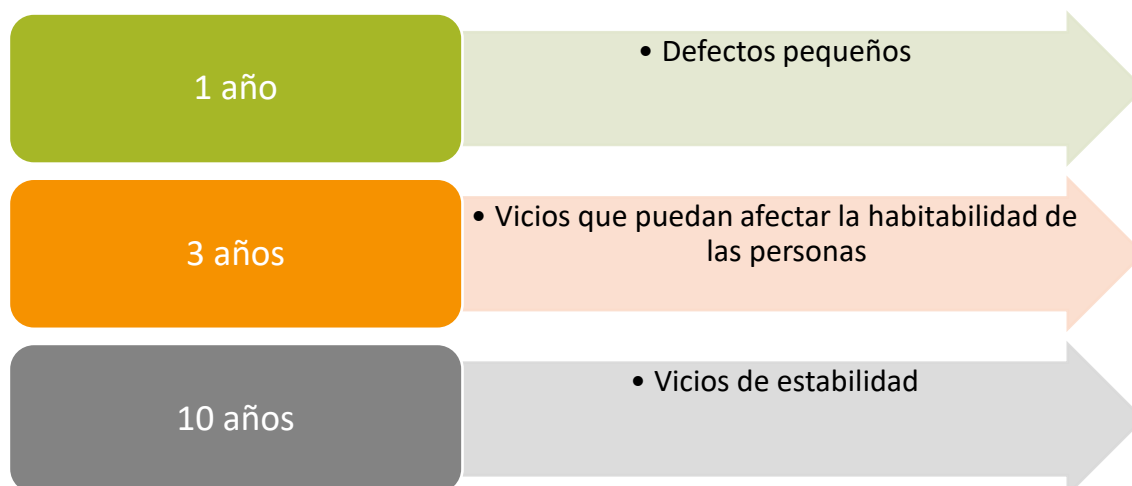 1 año
• Defectos pequeños
3 años
• Vicios que puedan afectar la habitabilidad de
las personas
10 años
• Vicios de estabilidad